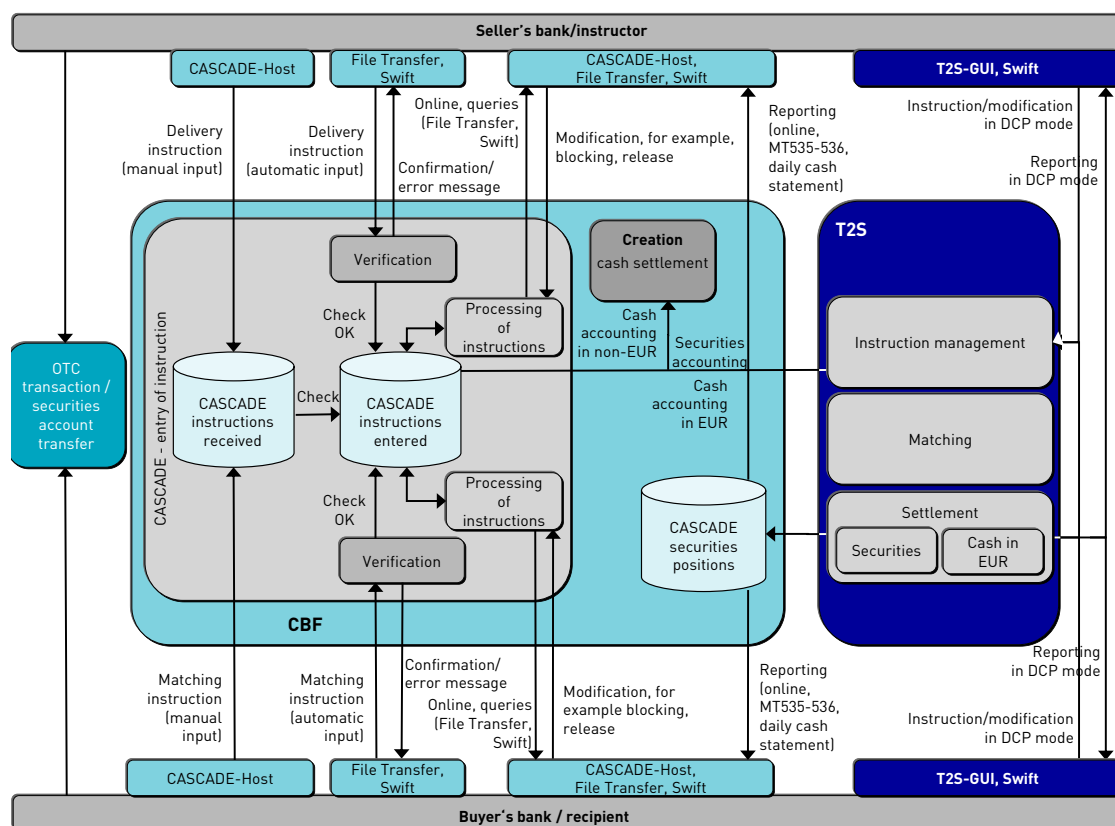 Seller's bank/instructor
CASCADE-Host
File Transfer,
Swift
CASCADE-Host,
File Transfer, Swift
T2S-GUI, Swift
Delivery
instruction
(manual input)
Delivery
instruction
(automatic input)
Confirmation/
error message
Online, queries
(File Transfer,
Swift)
Modification, for example,
blocking, release
Reporting
(online,
MT535-536,
daily cash
statement)
Instruction/modification
in DCP mode
Reporting
in DCP mode
OTC
transaction /
securities
account
transfer
CASCADE - entry of instruction
Verification
Check
OK
Processing
of
instructions
CASCADE
instructions
received
Check
CASCADE
instructions
entered
Check
OK
Processing
of
instructions
Verification
CBF
Creation
cash settlement
Cash
accounting
in non-EUR
Securities
accounting
Cash
accounting
in EUR
CASCADE
securities
positions
T2S
Instruction management
Matching
Settlement
Securities
Cash in
EUR
Matching
instruction
(manual
input)
Matching
instruction
(automatic
input)
Confirmation/
error message
Online, queries
(File Transfer,
Swift)
Modification, for
example blocking,
release
Reporting
(online,
MT535-536,
daily cash
statement)
Reporting
in DCP mode
Instruction/modification
in DCP mode
CASCADE-Host
File Transfer,
Swift
CASCADE-Host,
File Transfer, Swift
T2S-GUI, Swift
Buyer's bank / recipient